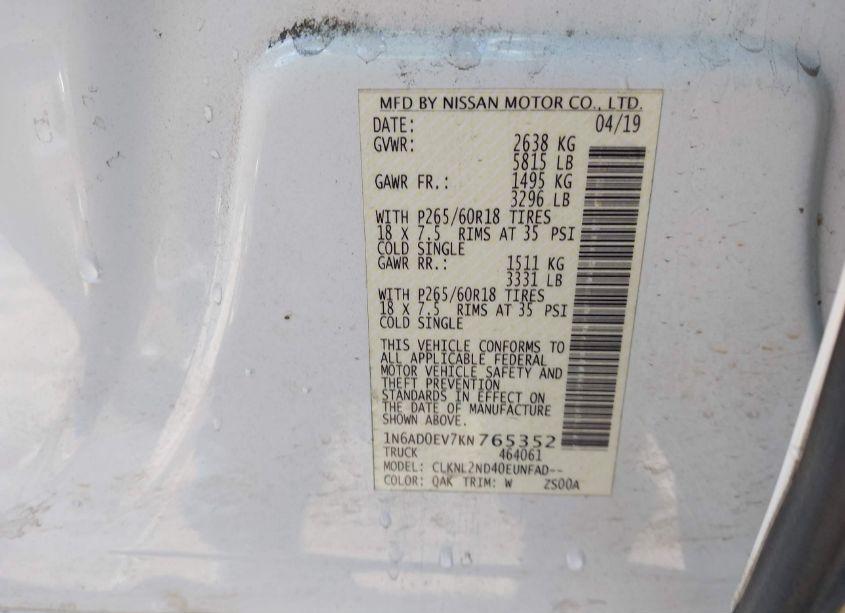 MFD BY NISSAN MOTOR CO., LTD.
DATE: 04/19
GVWR: 2638 KG
5815 LB
GAWR FR.: 1495 KG
3296 LB
WITH P265/60R18 TIRES
18 X 7.5 RIMS AT 35 PSI
COLD SINGLE
GAWR RR.: 1511 KG
3331 LB
WITH P265/60R18 TIRES
18 X 7.5 RIMS AT 35 PSI
COLD SINGLE
THIS VEHICLE CONFORMS TO
ALL APPLICABLE FEDERAL
MOTOR VEHICLE SAFETY AND
THEFT PREVENTION
STANDARDS IN EFFECT ON
THE DATE OF MANUFACTURE
SHOWN ABOVE.
1N6AD0EV7KN765352
TRUCK 464061
MODEL: CLKNL2ND40EUNFAD--
COLOR: QAK TRIM: W ZS00A